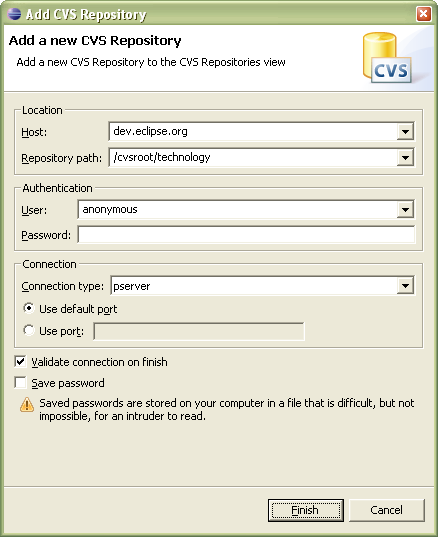 Add CVS Repository
Add a new CVS Repository
Add a new CVS Repository to the CVS Repositories view
CVS
Location
Host: dev.eclipse.org
Repository path: /cvsroot/technology
Authentication
User: anonymous
Password:
Connection
Connection type: pserver
Use default port
Use port:
Validate connection on finish
Save password
Saved passwords are stored on your computer in a file that is difficult, but not
impossible, for an intruder to read.
Finish Cancel